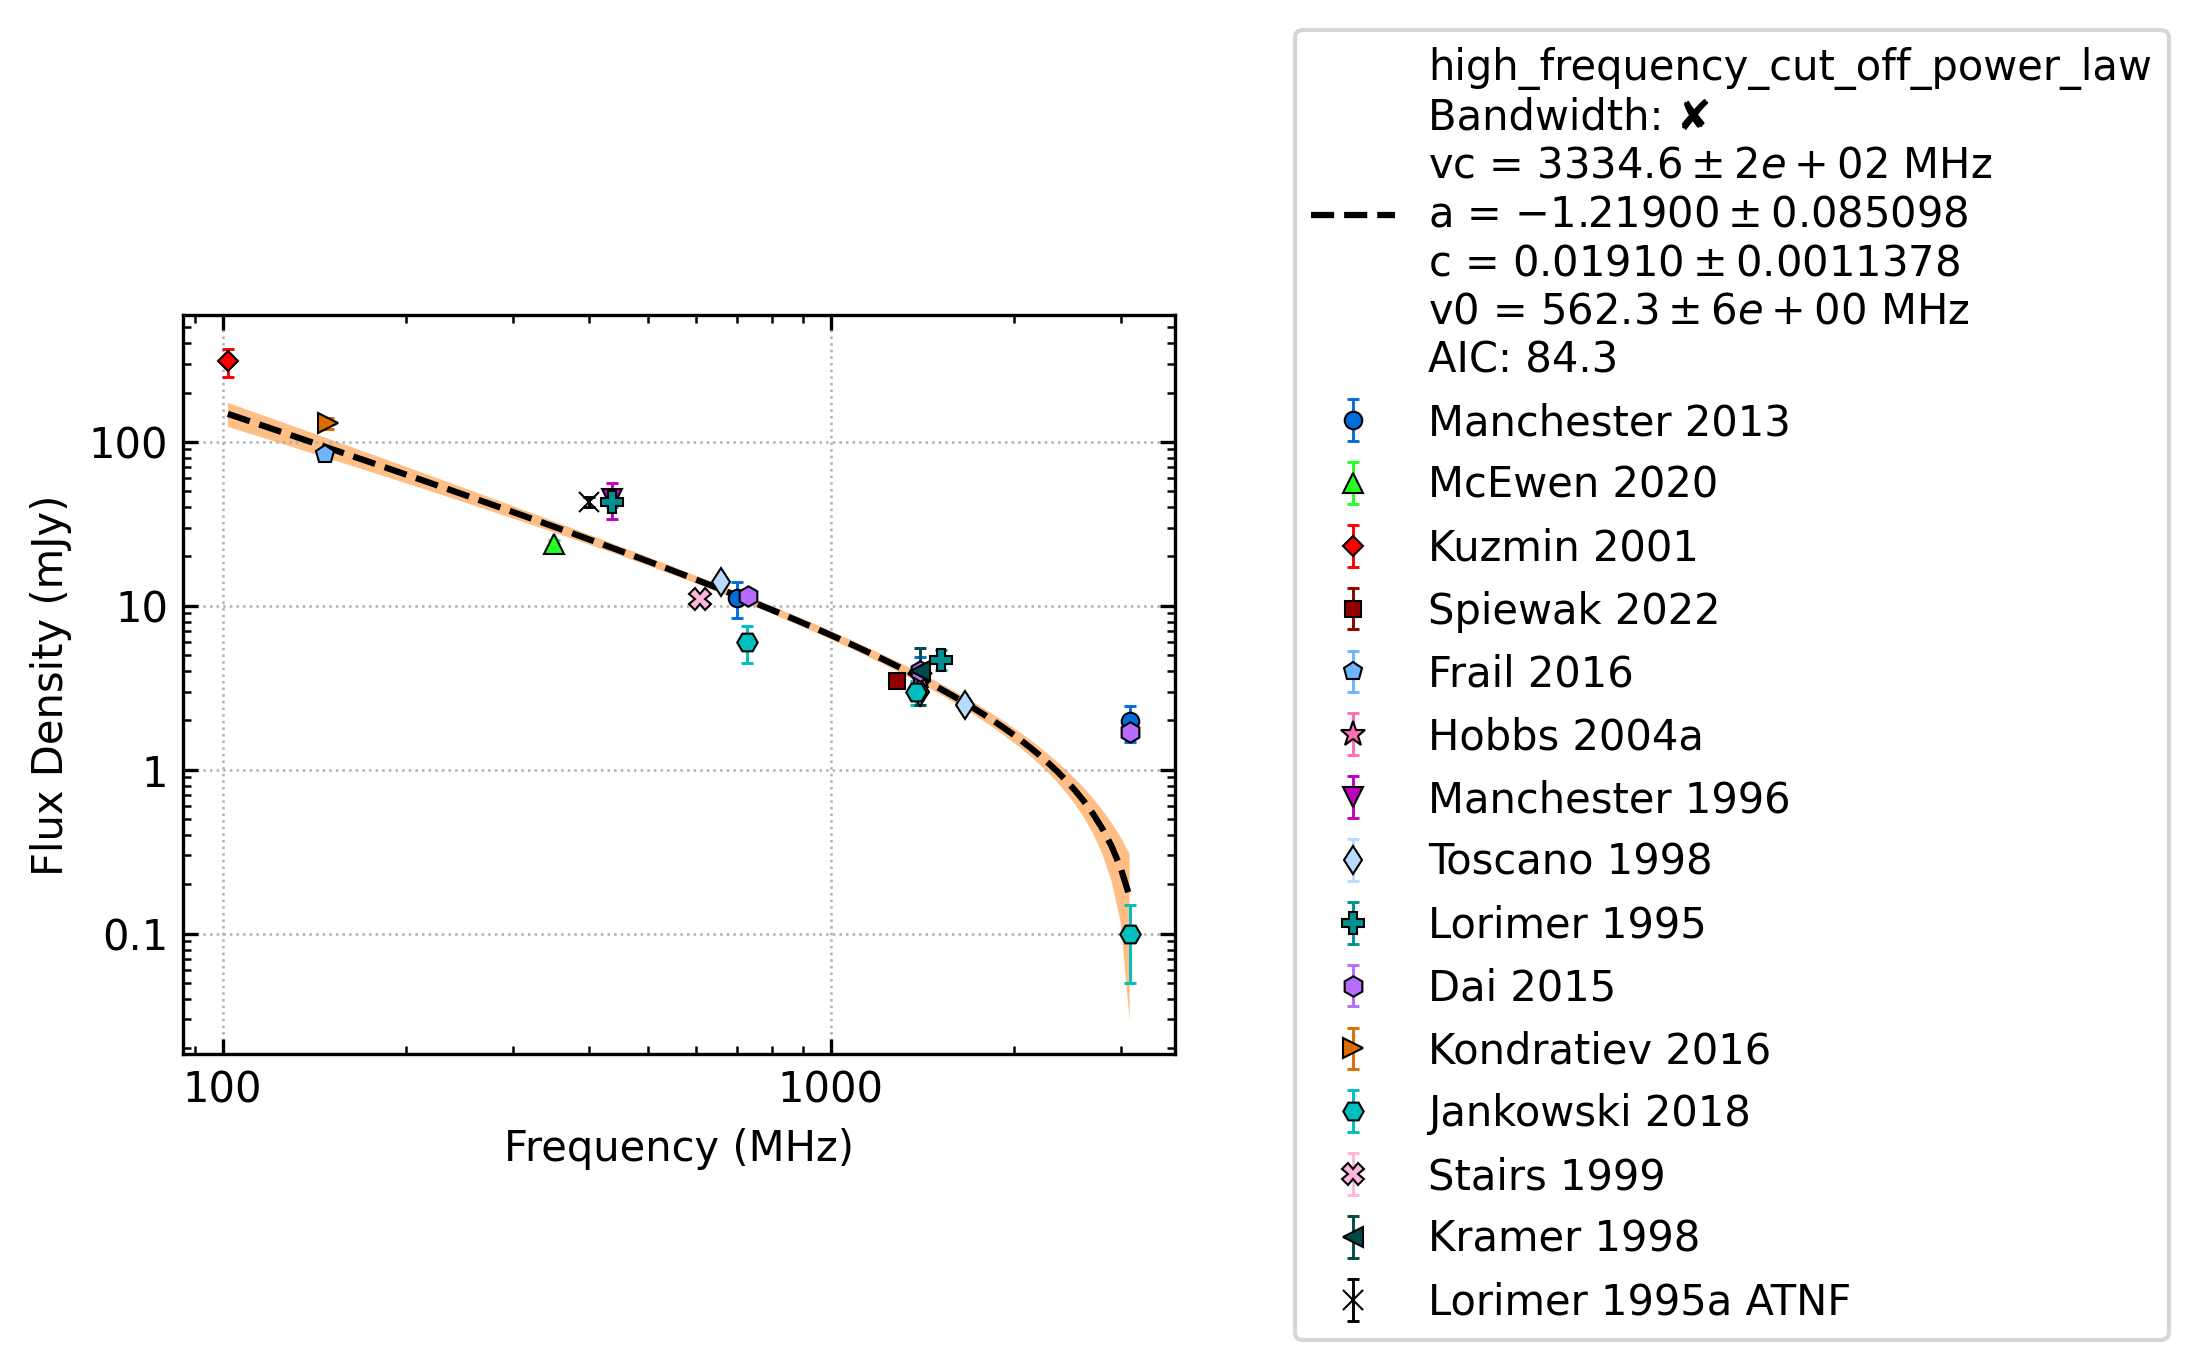 high_frequency_cut_off_power_law
Bandwidth: ✘
vc = 3334.6 ± 2e + 02 MHz
a = −1.21900 ± 0.085098
c = 0.01910 ± 0.0011378
v0 = 562.3 ± 6e + 00 MHz
AIC: 84.3
Manchester 2013
McEwen 2020
Kuzmin 2001
Spiewak 2022
Frail 2016
Hobbs 2004a
Manchester 1996
Toscano 1998
Lorimer 1995
Dai 2015
Kondratiev 2016
Jankowski 2018
Stairs 1999
Kramer 1998
Lorimer 1995a ATNF
Flux Density (mJy)
100
10
1
0.1
100 1000
Frequency (MHz)